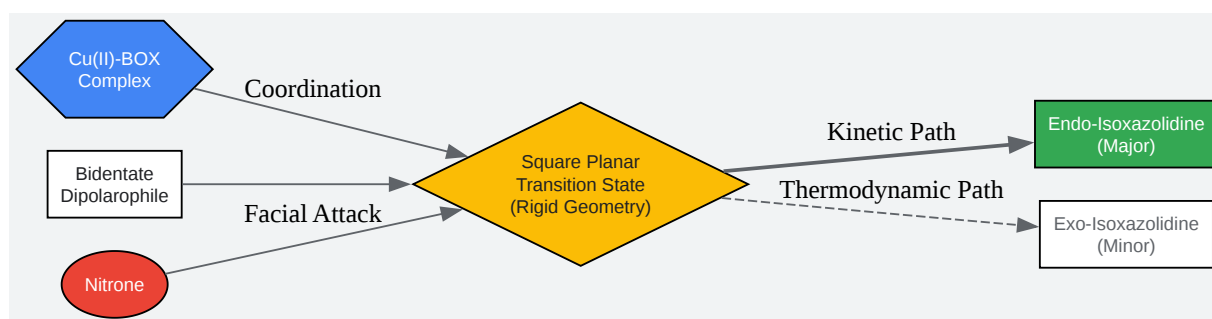 Cu(II)-BOX
Complex
Coordination
Bidentate
Dipolarophile
Facial Attack
Nitrone
Square Planar
Transition State
(Rigid Geometry)
Kinetic Path
Thermodynamic Path
Endo-Isoxazolidine
(Major)
Exo-Isoxazolidine
(Minor)